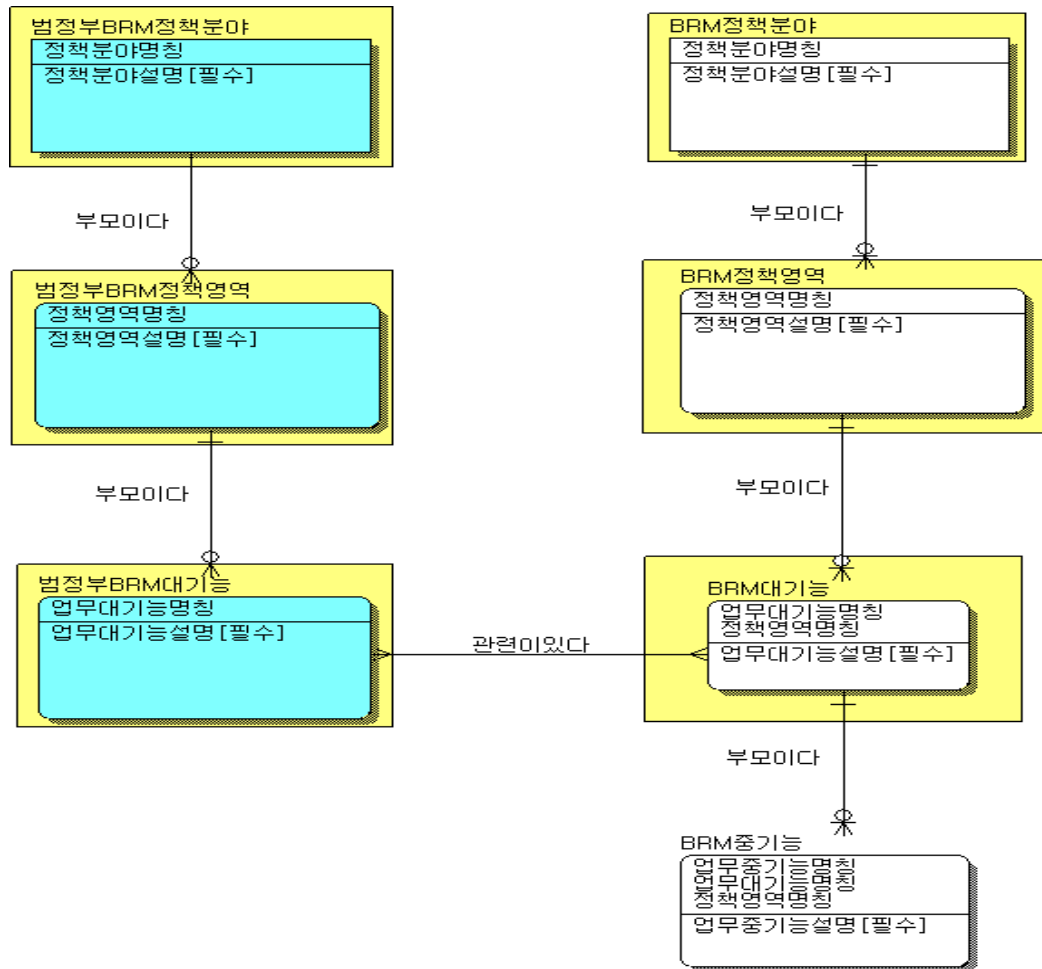 범정부BRM정책분야
정책분야명칭
정책분야설명[필수]
부모이다
범정부BRM정책영역
정책영역명칭
정책영역설명[필수]
부모이다
범정부BRM대기능
업무대기능명칭
업무대기능설명[필수]
관련이있다
BRM정책분야
정책분야명칭
정책분야설명[필수]
부모이다
BRM정책영역
정책영역명칭
정책영역설명[필수]
부모이다
BRM대기능
업무대기능명칭
정책영역명칭
업무대기능설명[필수]
부모이다
BRM중기능
업무중기능명칭
업무대기능명칭
정책영역명칭
업무중기능설명[필수]